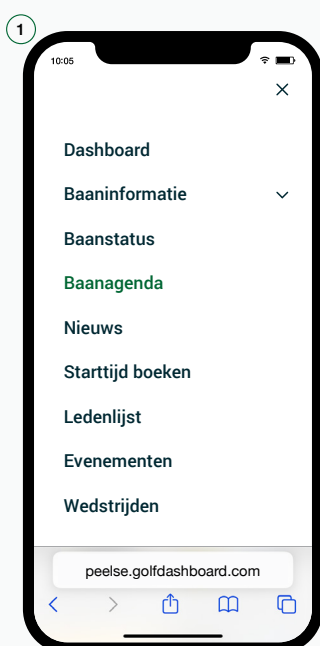 1
10:05
Dashboard
Baaninformatie
Baanstatus
Baanagenda
Nieuws
Starttijd boeken
Ledenlijst
Evenementen
Wedstrijden
peelse.golfdashboard.com